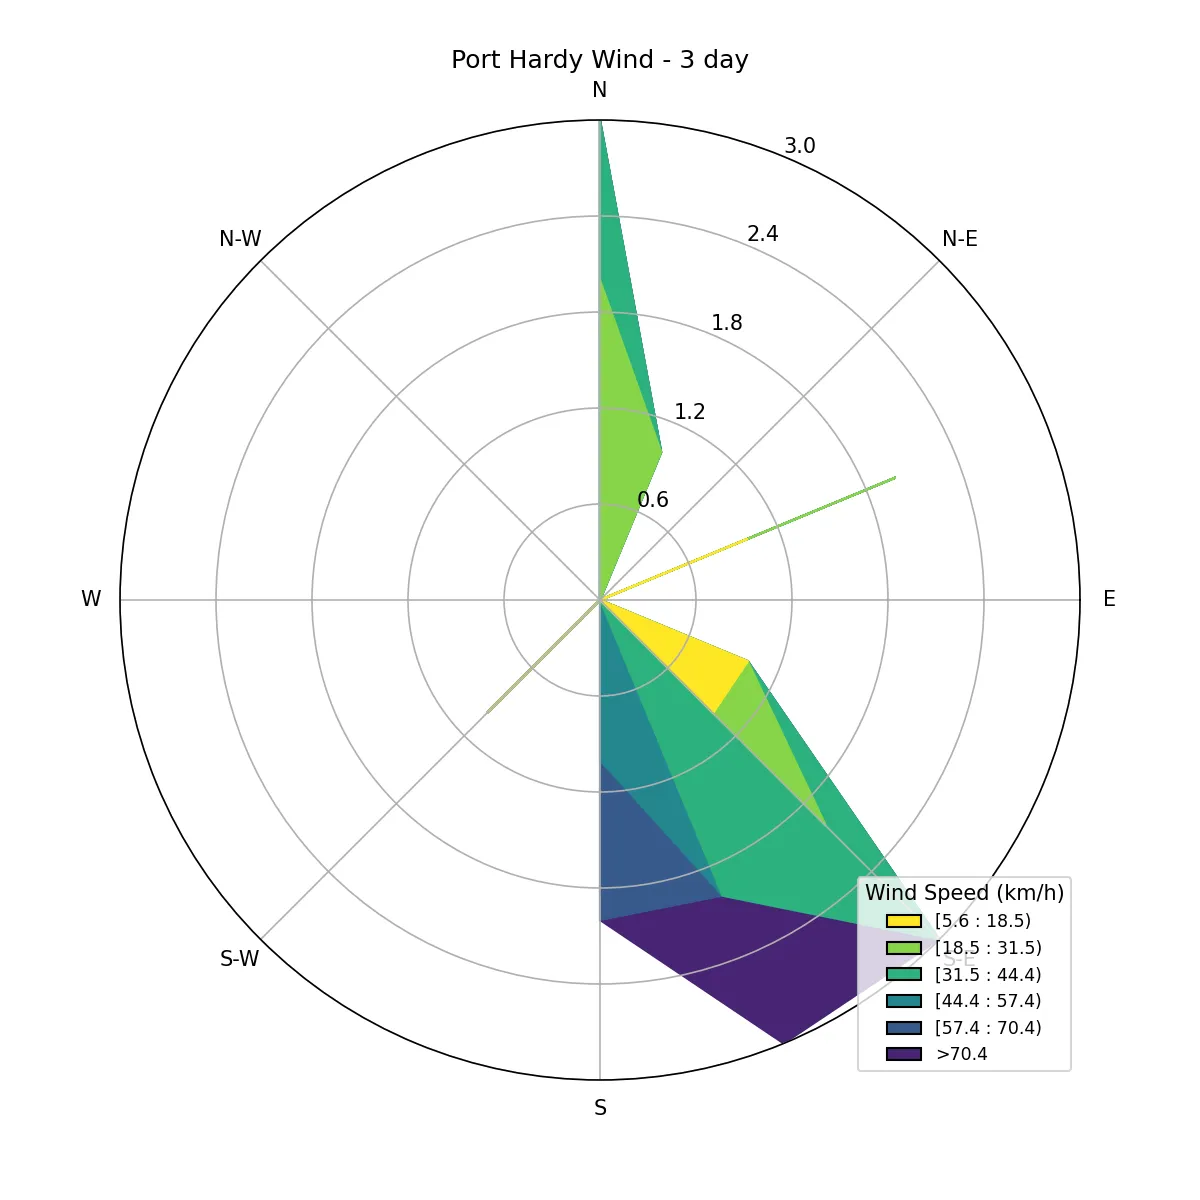 Port Hardy Wind - 3 day
N
3.0
N-W
2.4
N-E
1.8
1.2
0.6
W
E
Wind Speed (km/h)
[5.6 : 18.5)
[18.5 : 31.5)
S-W
S-E
[31.5 : 44.4)
[44.4 : 57.4)
[57.4 : 70.4)
>70.4
S